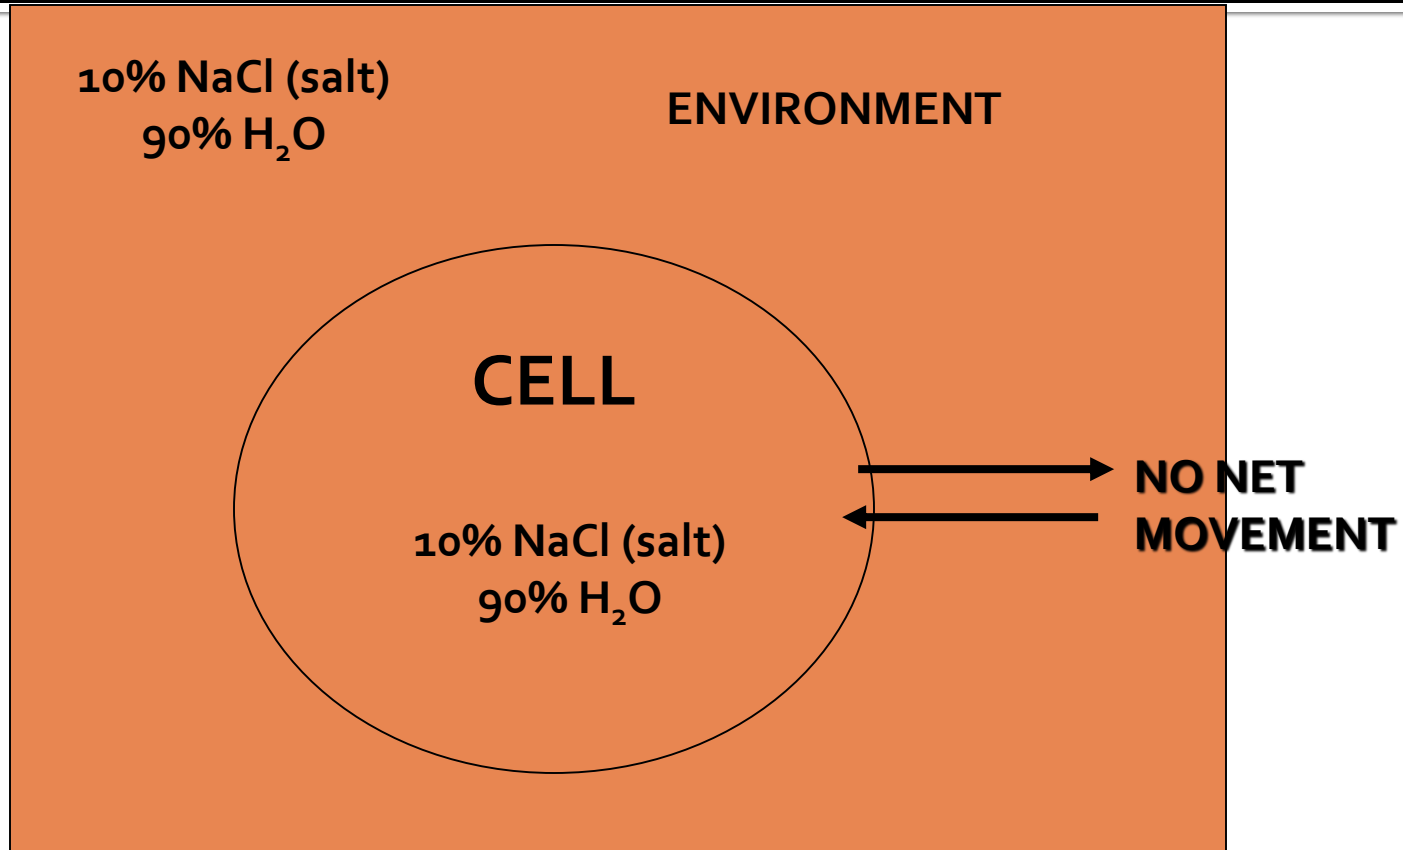 10% NaCl (salt)
90% H₂O
ENVIRONMENT
CELL
10% NaCl (salt)
90% H₂O
NO NET
MOVEMENT